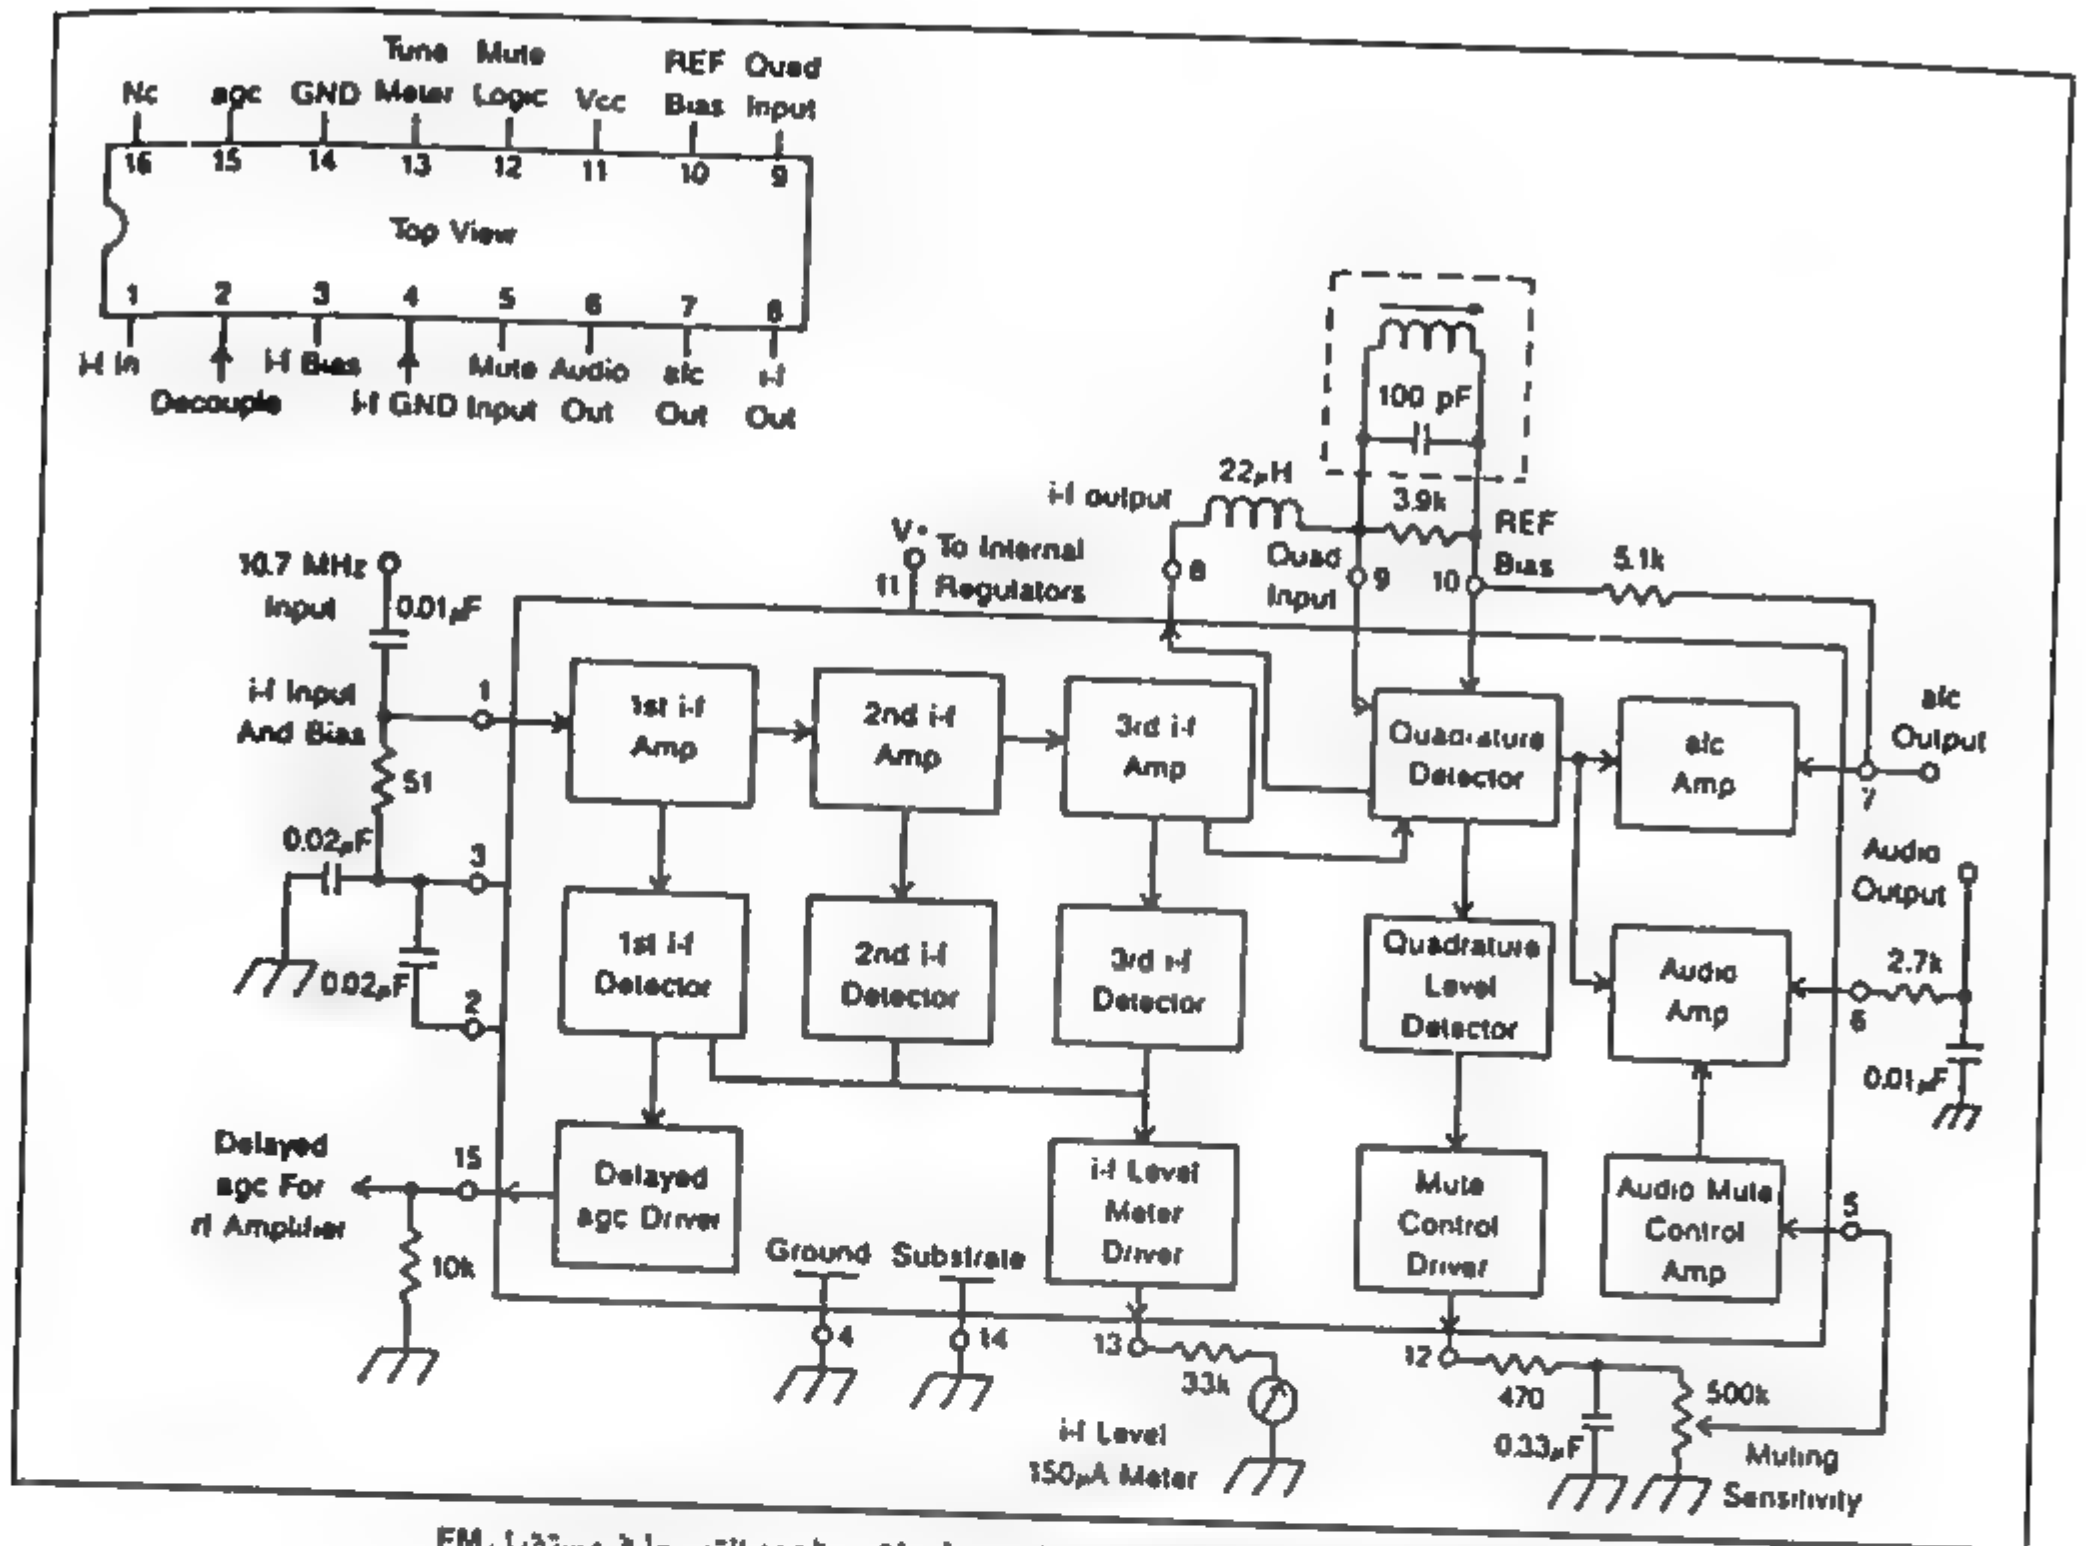 Tune Mute
REF Quad
Nc agc GND Meter Logic Vcc Bias Input
16 15 14 13 12 11 10 9
Top View
1 2 3 4 5 6 7 8
i-f In i-f Bias Mute Audio afc i-f
Decouple i-f GND Input Out Out Out
100 pF
22µH
i-f output
3.9k
REF
Bias
5.1k
V+
To Internal
Regulators
11
8
Quad
Input
9
10
10.7 MHz
Input
0.01µF
i-f Input
And Bias
1
51
0.02µF
3
0.02µF
2
1st i-f
Amp
2nd i-f
Amp
3rd i-f
Amp
Quadrature
Detector
afc
Amp
afc
Output
7
Audio
Output
1st i-f
Detector
2nd i-f
Detector
3rd i-f
Detector
Quadrature
Level
Detector
Audio
Amp
2.7k
6
0.01µF
Delayed
agc For
rf Amplifier
15
10k
Delayed
agc Driver
Ground
Substrate
4
14
i-f Level
Meter
Driver
Mute
Control
Driver
Audio Mute
Control
Amp
5
13
33k
i-f Level
150µA Meter
12
470
0.33µF
500k
Muting
Sensitivity
FM,